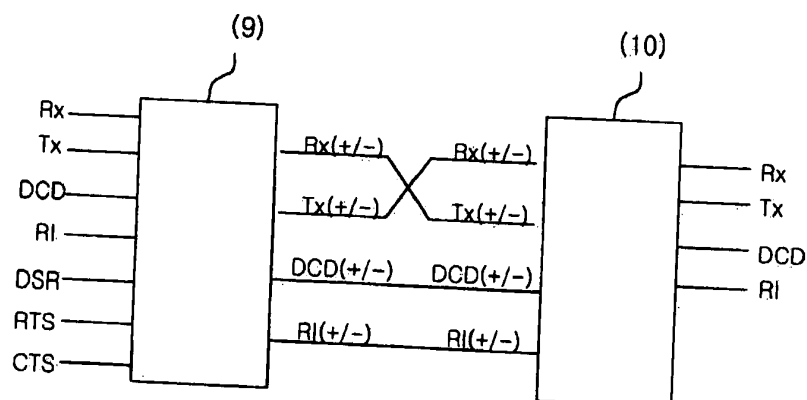 (9)
(10)
Rx
Tx
DCD
RI
DSR
RTS
CTS
Rx(+/-) Rx(+/-)
Tx(+/-) Tx(+/-)
DCD(+/-) DCD(+/-)
RI(+/-) RI(+/-)
Rx
Tx
DCD
RI